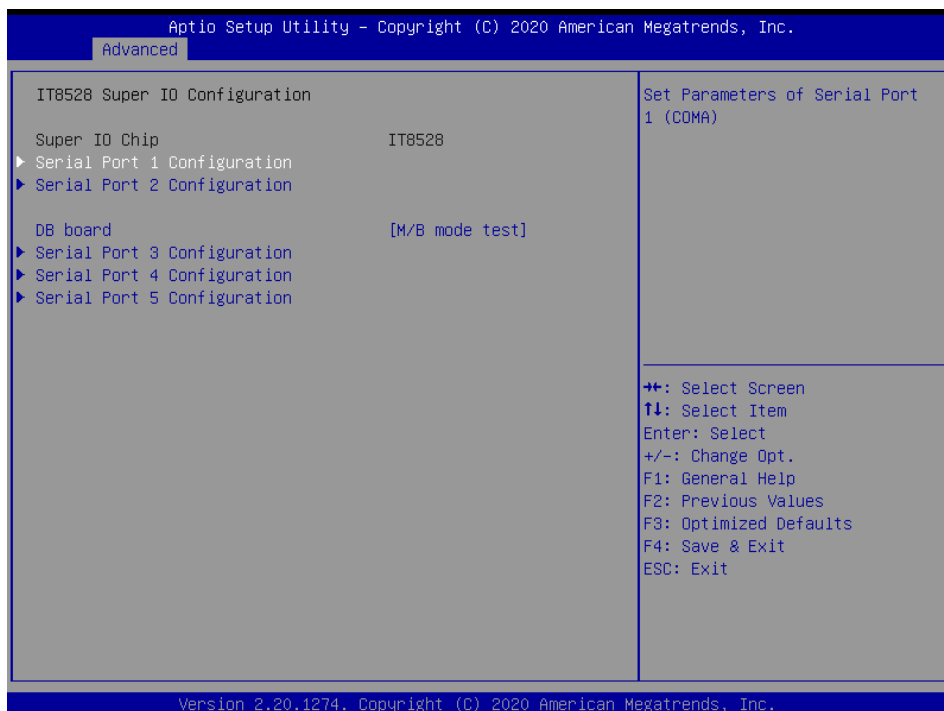 Aptio Setup Utility – Copyright (C) 2020 American Megatrends, Inc.
Advanced
IT8528 Super IO Configuration
Super IO Chip IT8528
Serial Port 1 Configuration
Serial Port 2 Configuration
DB board [M/B mode test]
Serial Port 3 Configuration
Serial Port 4 Configuration
Serial Port 5 Configuration
Set Parameters of Serial Port
1 (COMA)
→←: Select Screen
↑↓: Select Item
Enter: Select
+/-: Change Opt.
F1: General Help
F2: Previous Values
F3: Optimized Defaults
F4: Save & Exit
ESC: Exit
Version 2.20.1274. Copyright (C) 2020 American Megatrends, Inc.